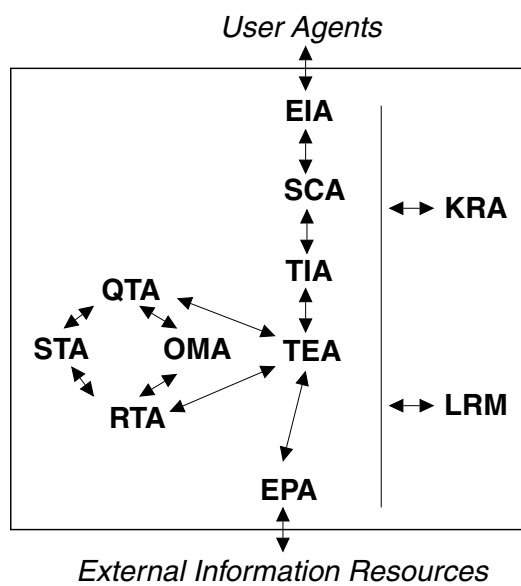 User Agents
EIA
SCA
KRA
TIA
QTA
STA
OMA
TEA
RTA
LRM
EPA
External Information Resources